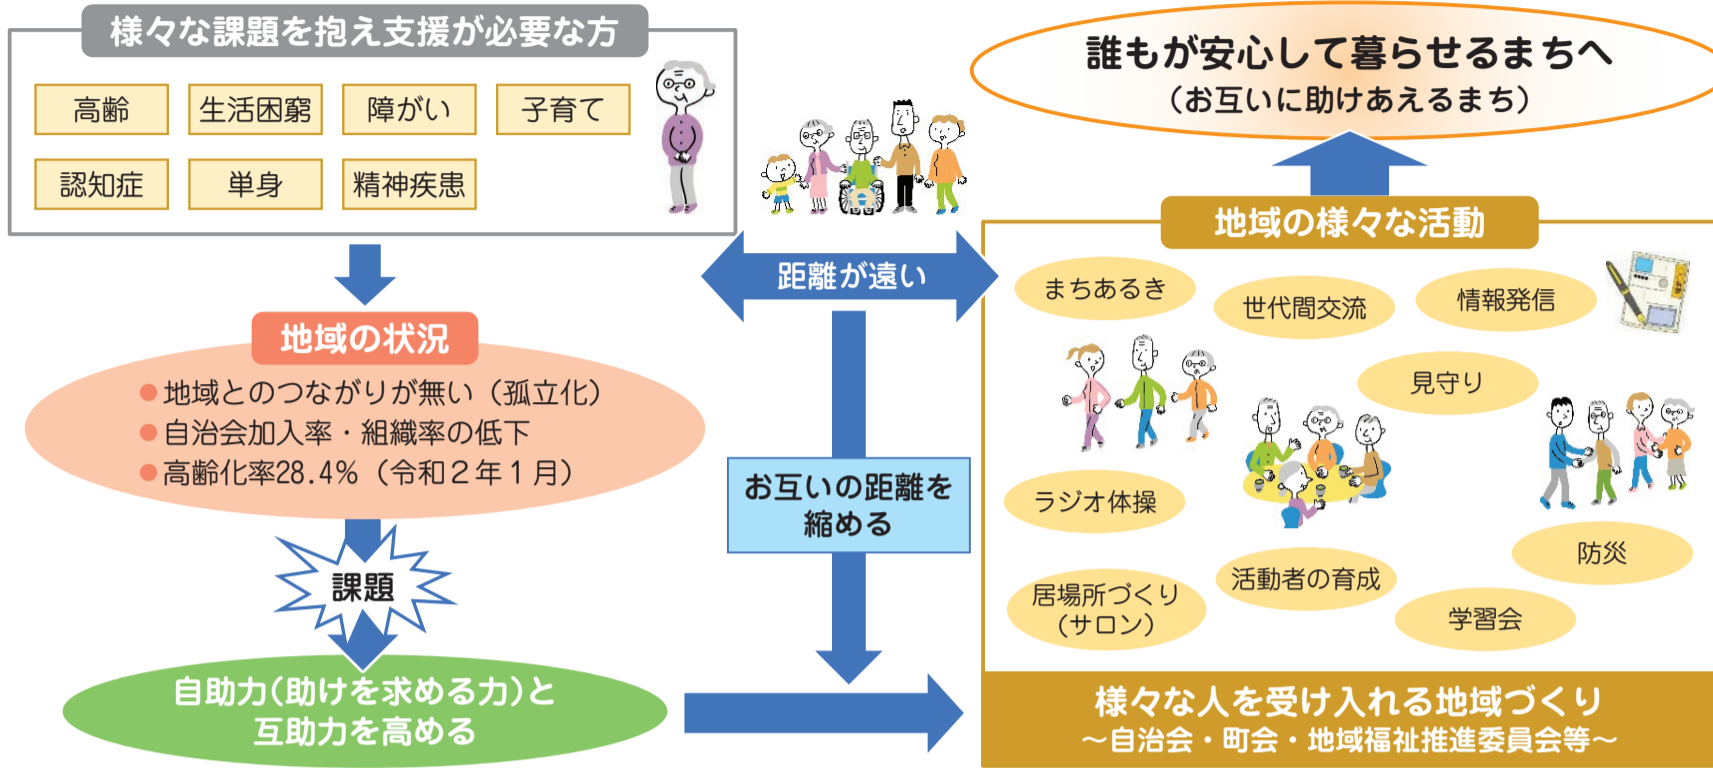 様々な課題を抱え支援が必要な方
高齢
生活困窮
障がい
子育て
認知症
単身
精神疾患
地域の状況
●地域とのつながりが無い（孤立化）
●自治会加入率・組織率の低下
●高齢化率28.4%（令和２年１月）
課題
自助力(助けを求める力)と
互助力を高める
距離が遠い
お互いの距離を
縮める
誰もが安心して暮らせるまちへ
（お互いに助けあえるまち）
地域の様々な活動
まちあるき
世代間交流
情報発信
見守り
ラジオ体操
防災
居場所づくり
（サロン）
活動者の育成
学習会
様々な人を受け入れる地域づくり
～自治会・町会・地域福祉推進委員会等～